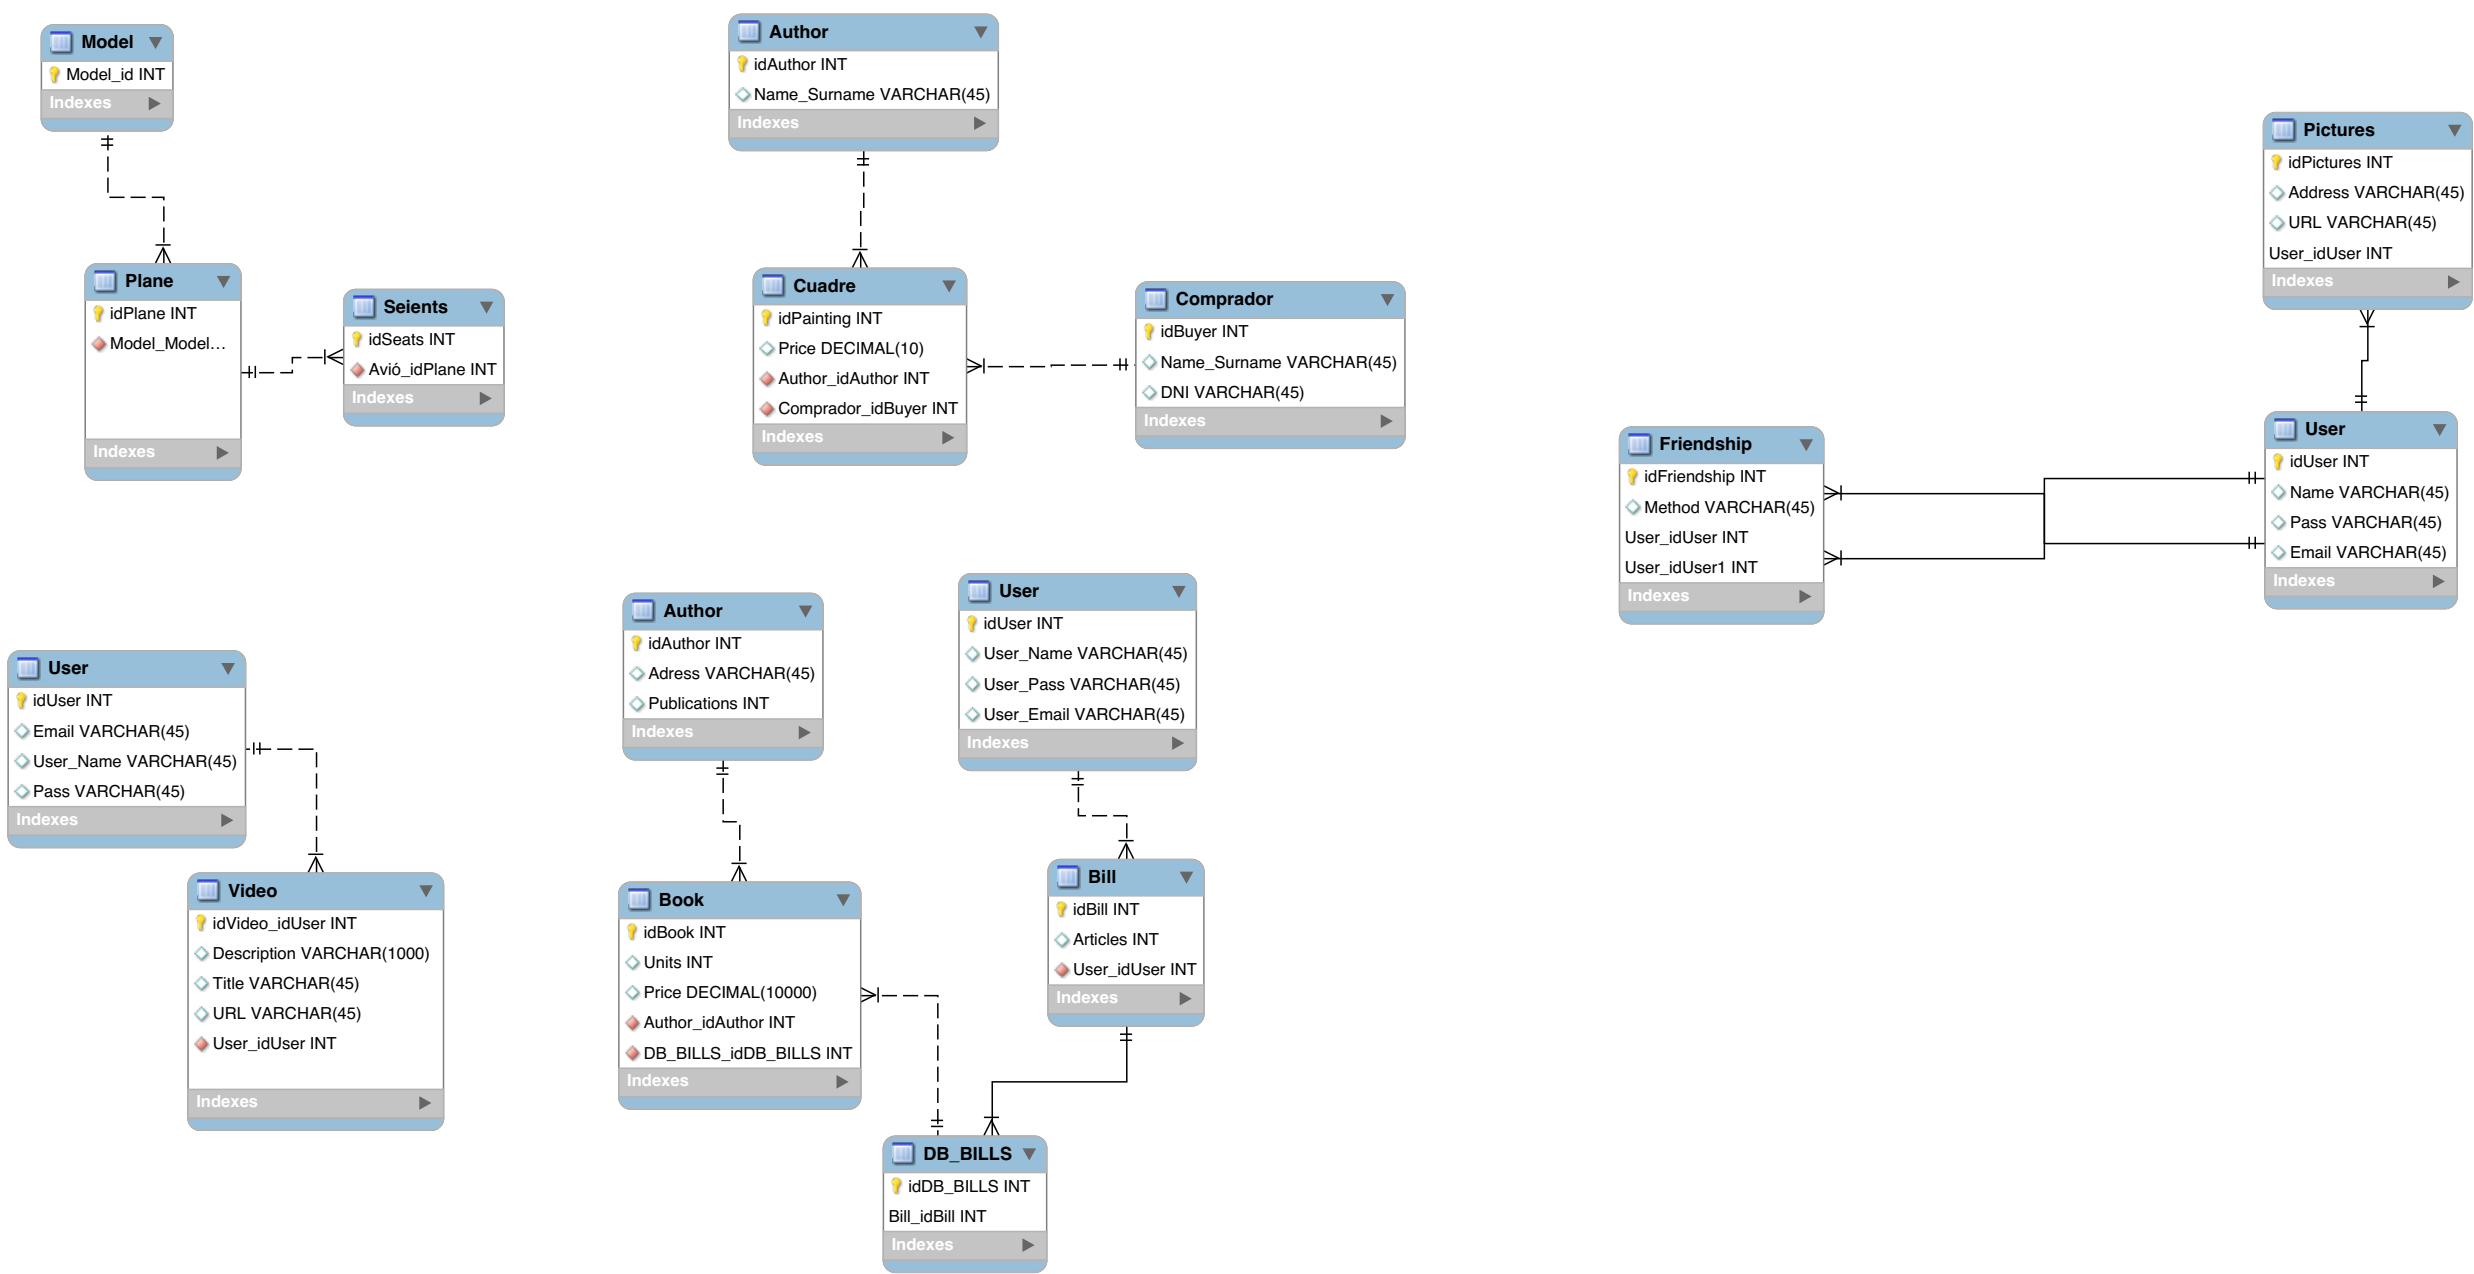 Model
Model_id INT
Indexes
Plane
idPlane INT
Model_Model...
Indexes
Seients
idSeats INT
Avió_idPlane INT
Indexes
Author
idAuthor INT
Name_Surname VARCHAR(45)
Indexes
Cuadre
idPainting INT
Price DECIMAL(10)
Author_idAuthor INT
Comprador_idBuyer INT
Indexes
Comprador
idBuyer INT
Name_Surname VARCHAR(45)
DNI VARCHAR(45)
Indexes
Pictures
idPictures INT
Address VARCHAR(45)
URL VARCHAR(45)
User_idUser INT
Indexes
Friendship
idFriendship INT
Method VARCHAR(45)
User_idUser INT
User_idUser1 INT
Indexes
User
idUser INT
Name VARCHAR(45)
Pass VARCHAR(45)
Email VARCHAR(45)
Indexes
User
idUser INT
Email VARCHAR(45)
User_Name VARCHAR(45)
Pass VARCHAR(45)
Indexes
Video
idVideo_idUser INT
Description VARCHAR(1000)
Title VARCHAR(45)
URL VARCHAR(45)
User_idUser INT
Indexes
Author
idAuthor INT
Adress VARCHAR(45)
Publications INT
Indexes
User
idUser INT
User_Name VARCHAR(45)
User_Pass VARCHAR(45)
User_Email VARCHAR(45)
Indexes
Book
idBook INT
Units INT
Price DECIMAL(10000)
Author_idAuthor INT
DB_BILLS_idDB_BILLS INT
Indexes
Bill
idBill INT
Articles INT
User_idUser INT
Indexes
DB_BILLS
idDB_BILLS INT
Bill_idBill INT
Indexes